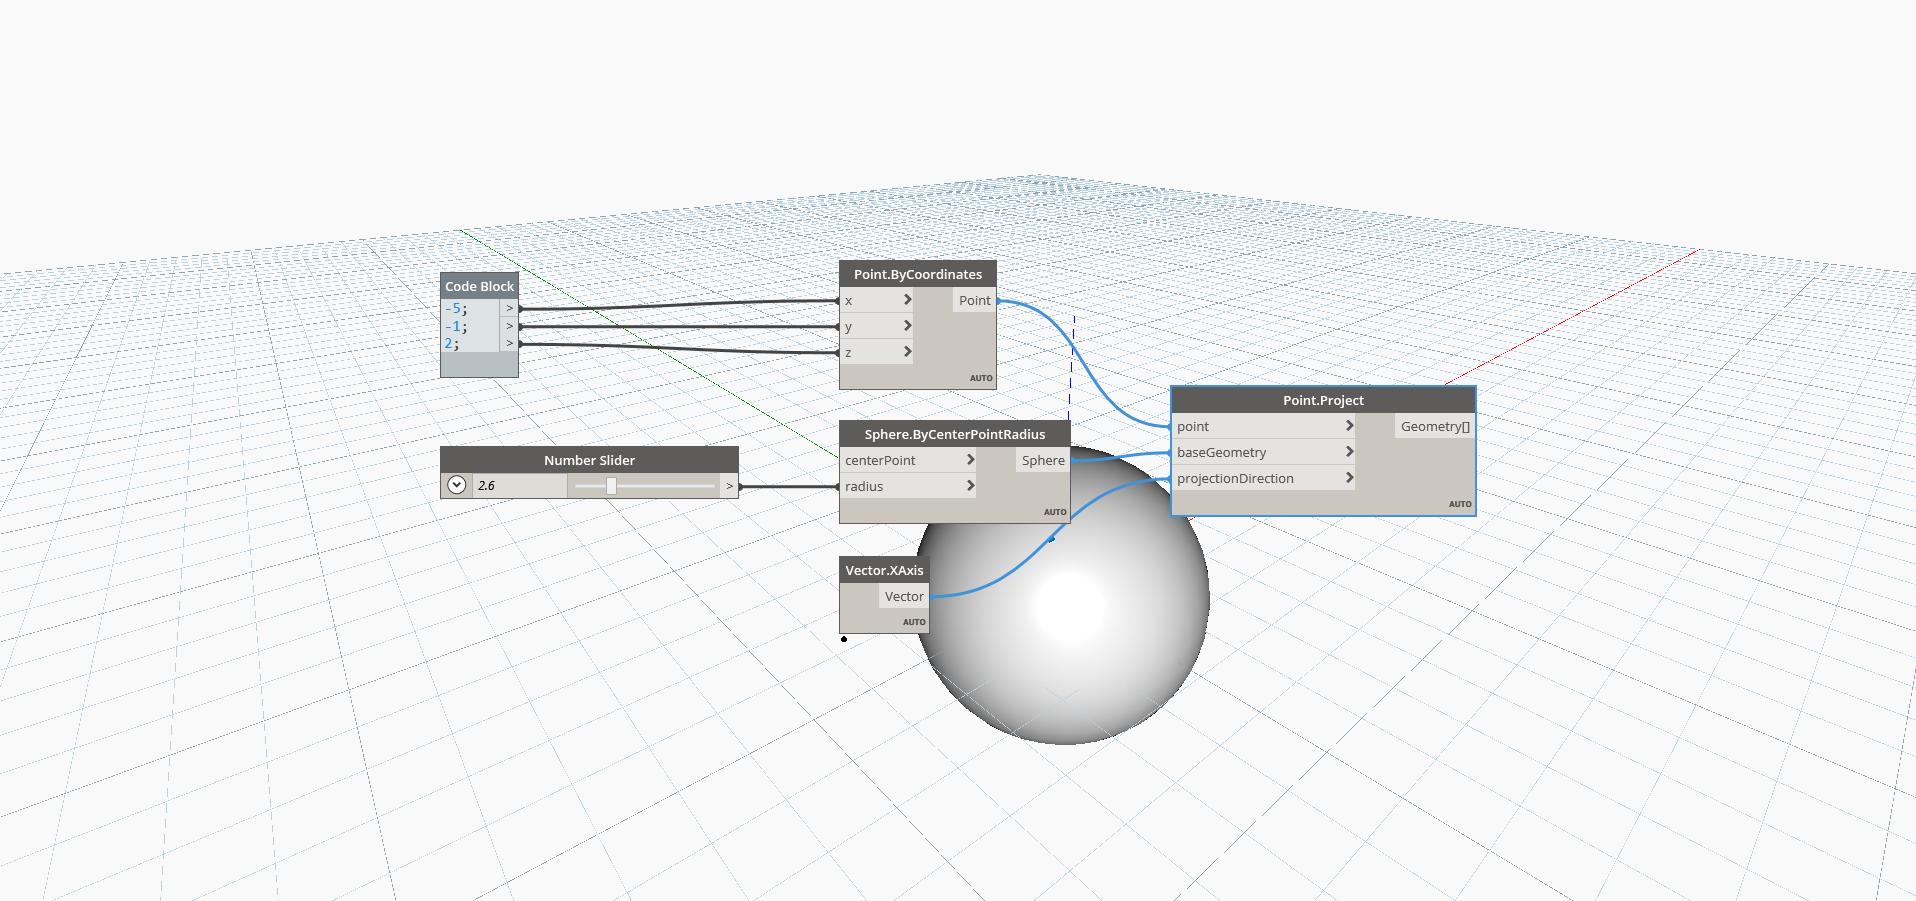 Code Block
-5; >
-1; >
2; >
Point.ByCoordinates
x > Point
y >
z >
AUTO
Number Slider
2.6 >
Sphere.ByCenterPointRadius
centerPoint > Sphere
radius >
AUTO
Vector.XAxis
Vector
AUTO
Point.Project
point > Geometry[]
baseGeometry >
projectionDirection >
AUTO